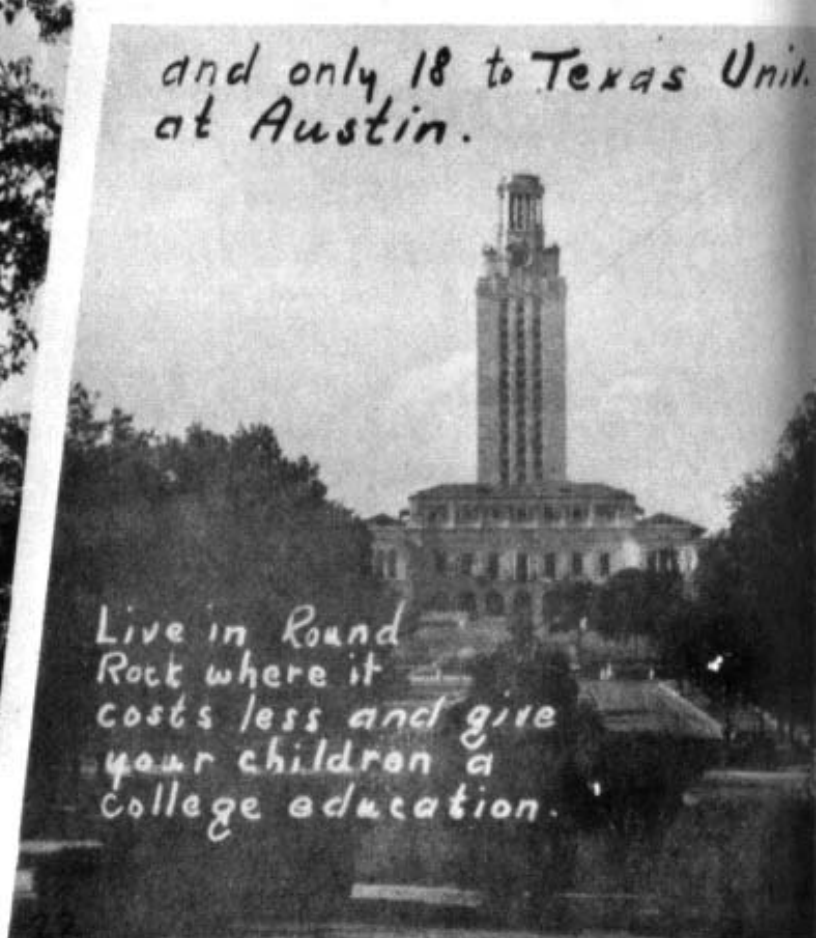 and only 18 to Texas Univ.
at Austin.
Live in Round
Rock where it
costs less and give
your children a
college education.